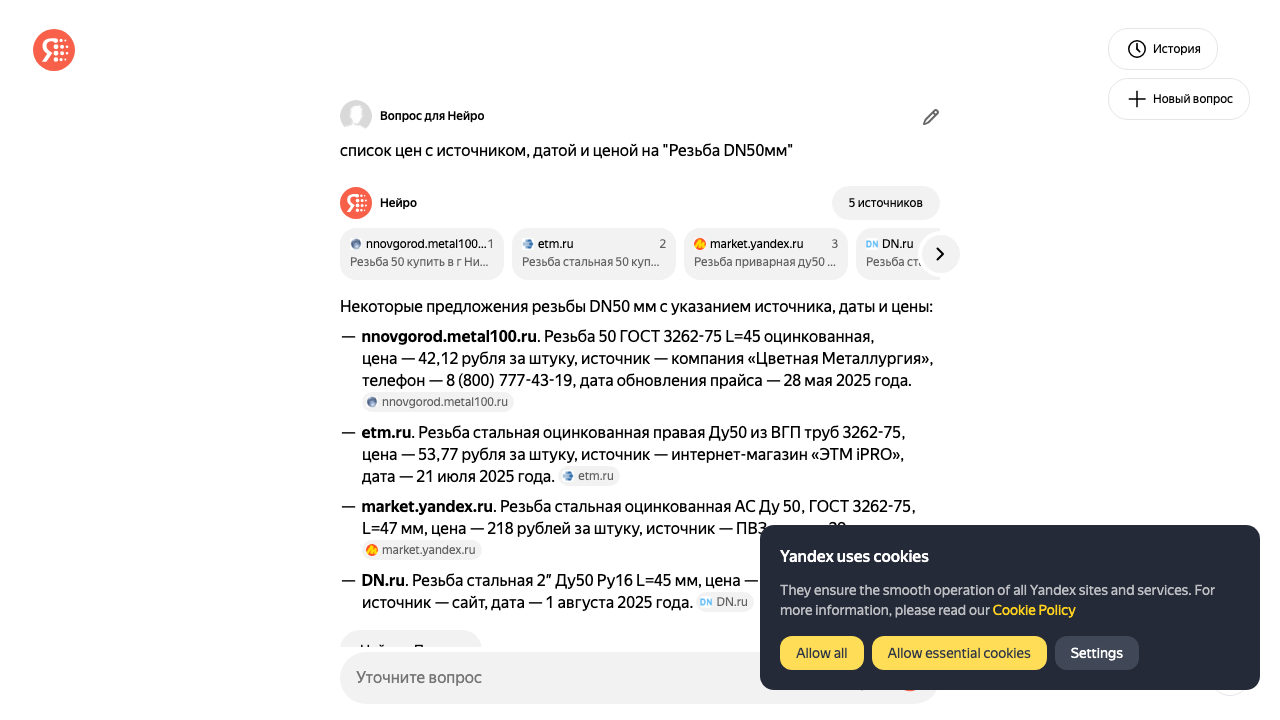 История
Новый вопрос
Вопрос для Нейро
список цен с источником, датой и ценой на "Резьба DN50мм"
Нейро
5 источников
nnovgorod.metal100... 1
Резьба 50 купить в г Ни...
etm.ru 2
Резьба стальная 50 куп...
market.yandex.ru 3
Резьба приварная ду50 ...
DN.ru
Резьба
Некоторые предложения резьбы DN50 мм с указанием источника, даты и цены:
— nnovgorod.metal100.ru. Резьба 50 ГОСТ 3262-75 L=45 оцинкованная,
цена — 42,12 рубля за штуку, источник — компания «Цветная Металлургия»,
телефон — 8 (800) 777-43-19, дата обновления прайса — 28 мая 2025 года.
nnovgorod.metal100.ru
— etm.ru. Резьба стальная оцинкованная правая Ду50 из ВГП труб 3262-75,
цена — 53,77 рубля за штуку, источник — интернет-магазин «ЭТМ iPRO»,
дата — 21 июля 2025 года. etm.ru
— market.yandex.ru. Резьба стальная оцинкованная АС Ду 50, ГОСТ 3262-75,
L=47 мм, цена — 218 рублей за штуку, источник — ПВЗ
market.yandex.ru
— DN.ru. Резьба стальная 2″ Ду50 Ру16 L=45 мм, цена —
источник — сайт, дата — 1 августа 2025 года. DN.ru
Уточните вопрос
Yandex uses cookies
They ensure the smooth operation of all Yandex sites and services. For
more information, please read our Cookie Policy
Allow all
Allow essential cookies
Settings